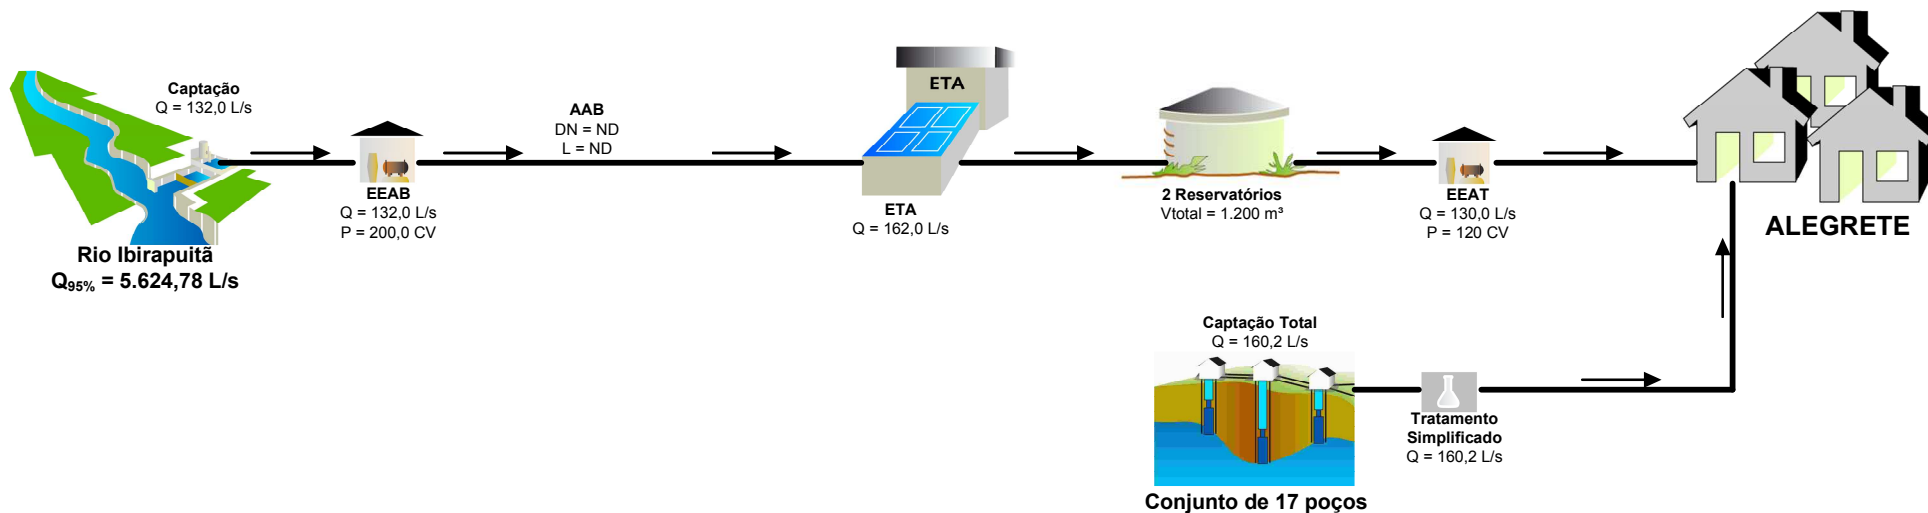 Captação
Q = 132,0 L/s
Rio Ibirapuitã
Q95% = 5.624,78 L/s
EEAB
Q = 132,0 L/s
P = 200,0 CV
AAB
DN = ND
L = ND
ETA
ETA
Q = 162,0 L/s
2 Reservatórios
Vtotal = 1.200 m³
EEAT
Q = 130,0 L/s
P = 120 CV
ALEGRETE
Captação Total
Q = 160,2 L/s
Conjunto de 17 poços
Tratamento
Simplificado
Q = 160,2 L/s